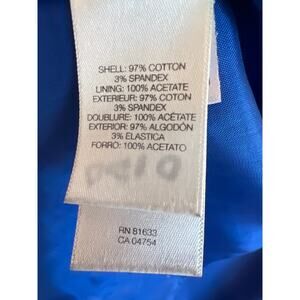 SHELL: 97% COTTON
3% SPANDEX
LINING: 100% ACETATE
EXTERIEUR: 97% COTON
3% SPANDEX
DOUBLURE: 100% ACÉTATE
EXTERIOR: 97% ALGODÓN
3% ELASTICA
FORRO: 100% ACETATO
RN 81633
CA 04754